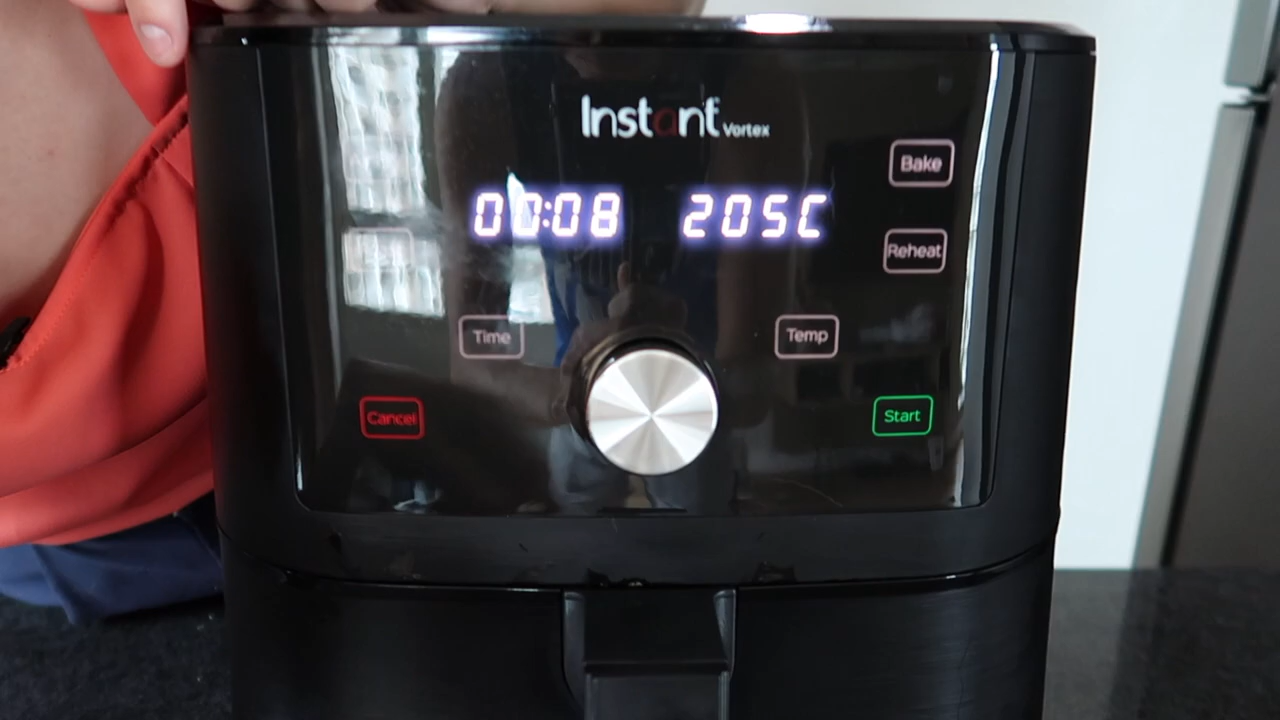 Instant Vortex
Bake
00:08 205C
Reheat
Time Temp
Cancel Start